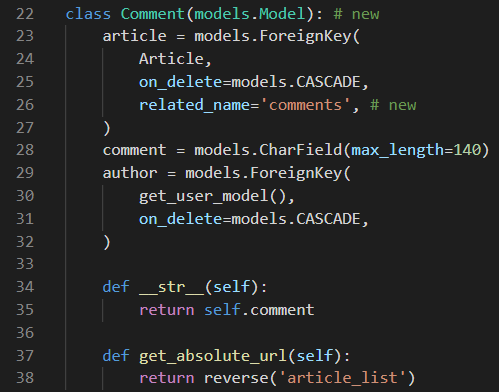 22 class Comment(models.Model): # new
23     article = models.ForeignKey(
24         Article,
25         on_delete=models.CASCADE,
26         related_name='comments', # new
27     )
28     comment = models.CharField(max_length=140)
29     author = models.ForeignKey(
30         get_user_model(),
31         on_delete=models.CASCADE,
32     )
33
34     def __str__(self):
35         return self.comment
36
37     def get_absolute_url(self):
38         return reverse('article_list')